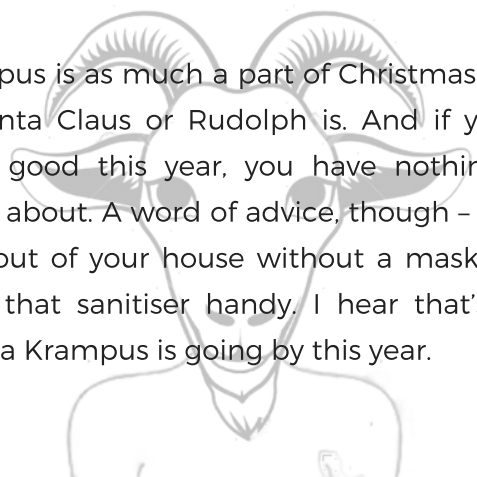 pus is as much a part of Christmas
nta Claus or Rudolph is. And if y
good this year, you have nothin
about. A word of advice, though –
out of your house without a mask
that sanitiser handy. I hear that'
a Krampus is going by this year.